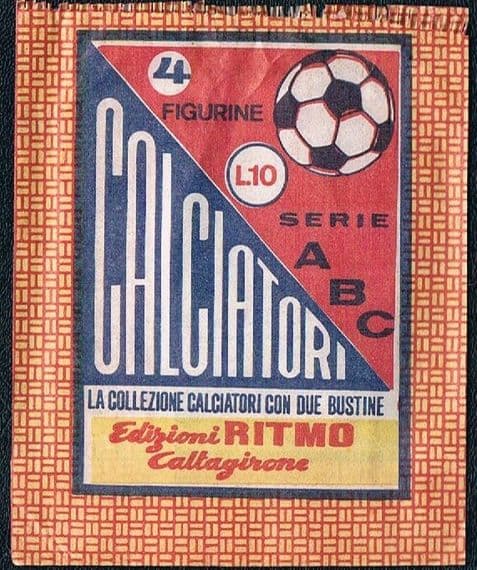 4
FIGURINE
L.10
SERIE
A
B
C
CALCIATORI
LA COLLEZIONE CALCIATORI CON DUE BUSTINE
Edizioni RITMO
Caltagirone